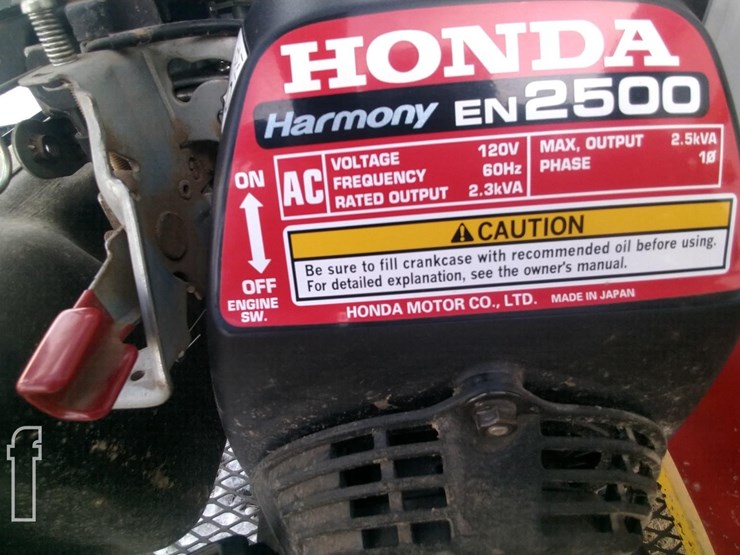 HONDA
Harmony EN2500
AC
VOLTAGE 120V
FREQUENCY 60Hz
RATED OUTPUT 2.3kVA
MAX, OUTPUT 2.5kVA
PHASE 1Ø
ON
OFF
ENGINE
SW.
CAUTION
Be sure to fill crankcase with recommended oil before using.
For detailed explanation, see the owner's manual.
HONDA MOTOR CO., LTD. MADE IN JAPAN
f